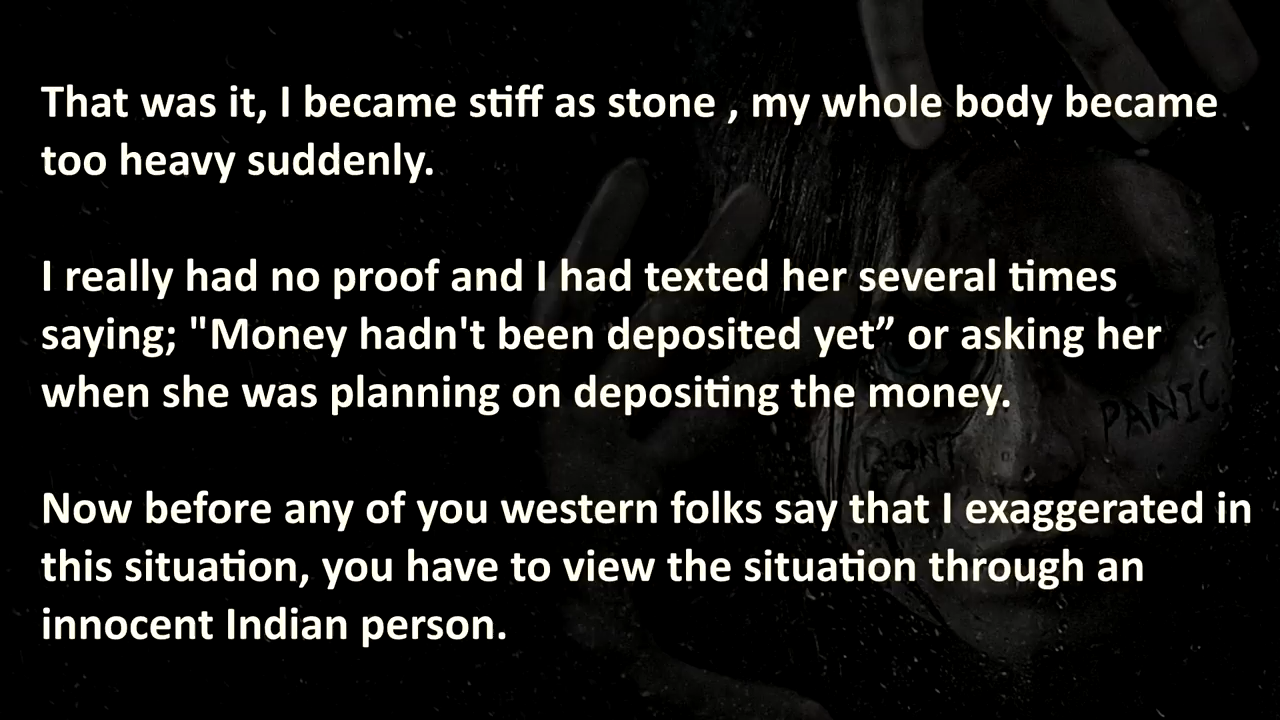 That was it, I became stiff as stone , my whole body became
too heavy suddenly.
I really had no proof and I had texted her several times
saying; "Money hadn't been deposited yet” or asking her
when she was planning on depositing the money.
Now before any of you western folks say that I exaggerated in
this situation, you have to view the situation through an
innocent Indian person.
DONT
PANIC